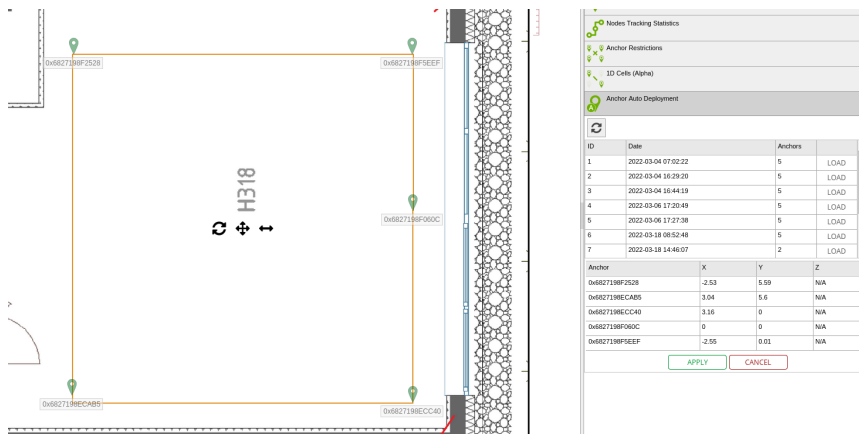 Nodes Tracking Statistics
Anchor Restrictions
1D Cells (Alpha)
Anchor Auto Deployment
0x6827198F2528
0x6827198F5EEF
H318
0x6827198F060C
0x6827198ECAB5
0x6827198ECC40
ID Date Anchors
1 2022-03-04 07:02:22 5 LOAD
2 2022-03-04 16:29:20 5 LOAD
3 2022-03-04 16:44:19 5 LOAD
4 2022-03-06 17:20:49 5 LOAD
5 2022-03-06 17:27:38 5 LOAD
6 2022-03-18 08:52:48 5 LOAD
7 2022-03-18 14:46:07 2 LOAD
Anchor X Y Z
0x6827198F2528 -2.53 5.59 N/A
0x6827198ECAB5 3.04 5.6 N/A
0x6827198ECC40 3.16 0 N/A
0x6827198F060C 0 0 N/A
0x6827198F5EEF -2.55 0.01 N/A
APPLY CANCEL